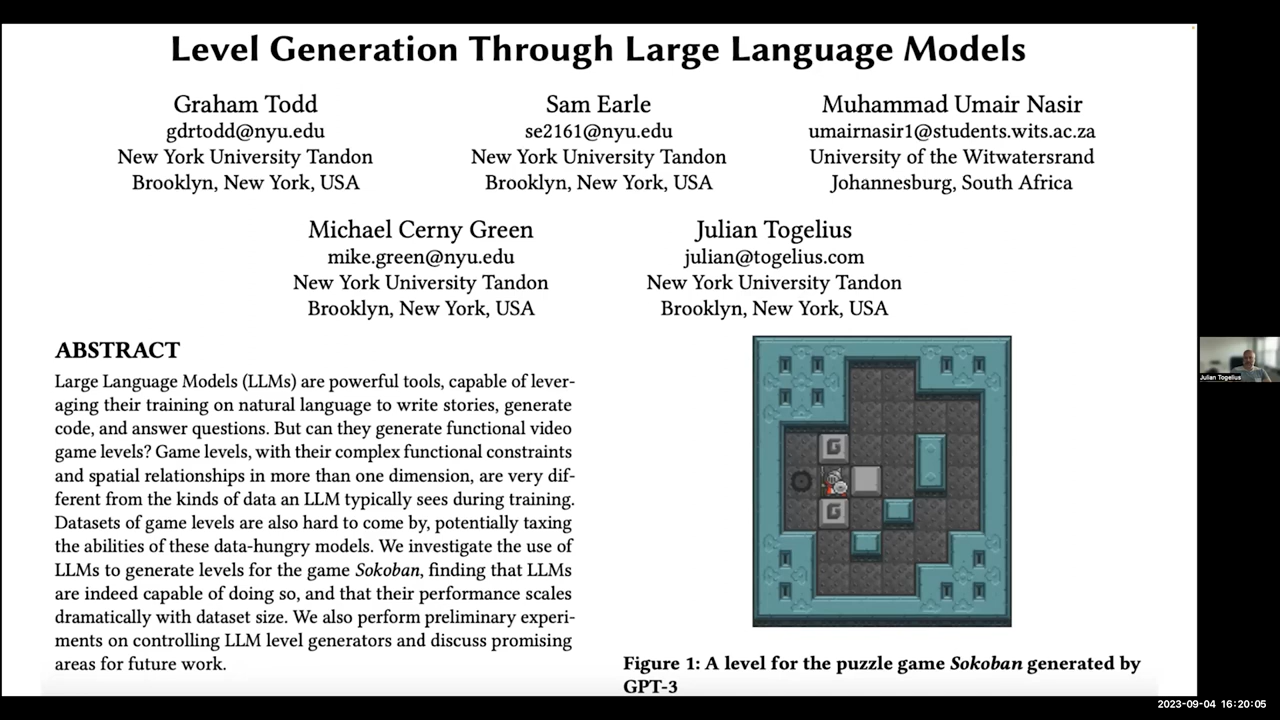 Level Generation Through Large Language Models
Graham Todd
gdrtodd@nyu.edu
New York University Tandon
Brooklyn, New York, USA
Sam Earle
se2161@nyu.edu
New York University Tandon
Brooklyn, New York, USA
Muhammad Umair Nasir
umairnasir1@students.wits.ac.za
University of the Witwatersrand
Johannesburg, South Africa
Michael Cerny Green
mike.green@nyu.edu
New York University Tandon
Brooklyn, New York, USA
Julian Togelius
julian@togelius.com
New York University Tandon
Brooklyn, New York, USA
ABSTRACT
Large Language Models (LLMs) are powerful tools, capable of lever-
aging their training on natural language to write stories, generate
code, and answer questions. But can they generate functional video
game levels? Game levels, with their complex functional constraints
and spatial relationships in more than one dimension, are very dif-
ferent from the kinds of data an LLM typically sees during training.
Datasets of game levels are also hard to come by, potentially taxing
the abilities of these data-hungry models. We investigate the use of
LLMs to generate levels for the game Sokoban, finding that LLMs
are indeed capable of doing so, and that their performance scales
dramatically with dataset size. We also perform preliminary experi-
ments on controlling LLM level generators and discuss promising
areas for future work.
G
G
Figure 1: A level for the puzzle game Sokoban generated by
GPT-3
Julian Togelius
2023-09-04 16:20:05